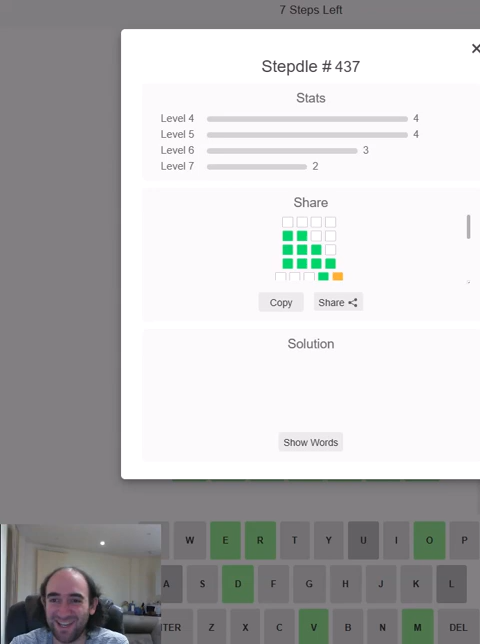 7 Steps Left
×
Stepdle # 437
Stats
Level 4 4
Level 5 4
Level 6 3
Level 7 2
Share
Copy Share
Solution
Show Words
W E R T Y U I O P
A S D F G H J K L
TER Z X C V B N M DEL